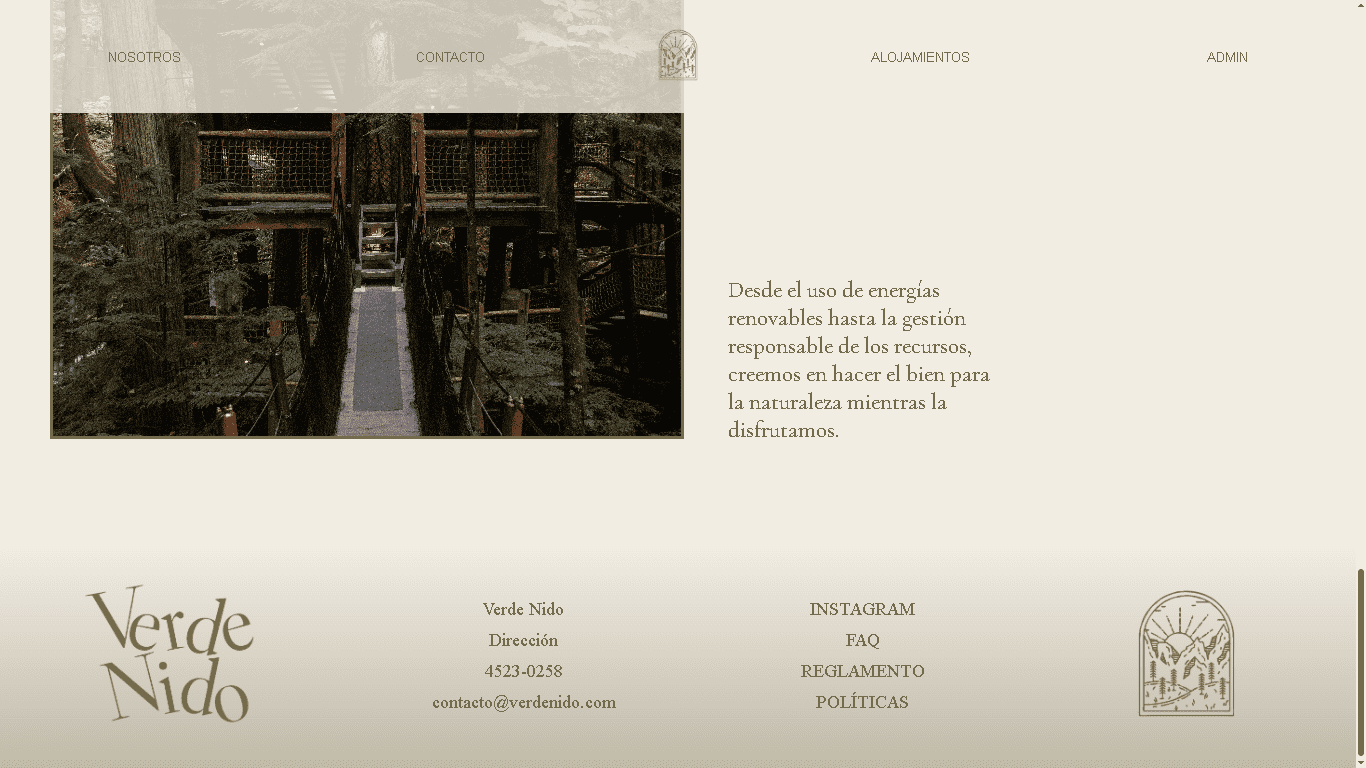 NOSOTROS
CONTACTO
ALOJAMIENTOS
ADMIN
Desde el uso de energías
renovables hasta la gestión
responsable de los recursos,
creemos en hacer el bien para
la naturaleza mientras la
disfrutamos.
Verde
Nido
Verde Nido
Dirección
4523-0258
contacto@verdenido.com
INSTAGRAM
FAQ
REGLAMENTO
POLÍTICAS